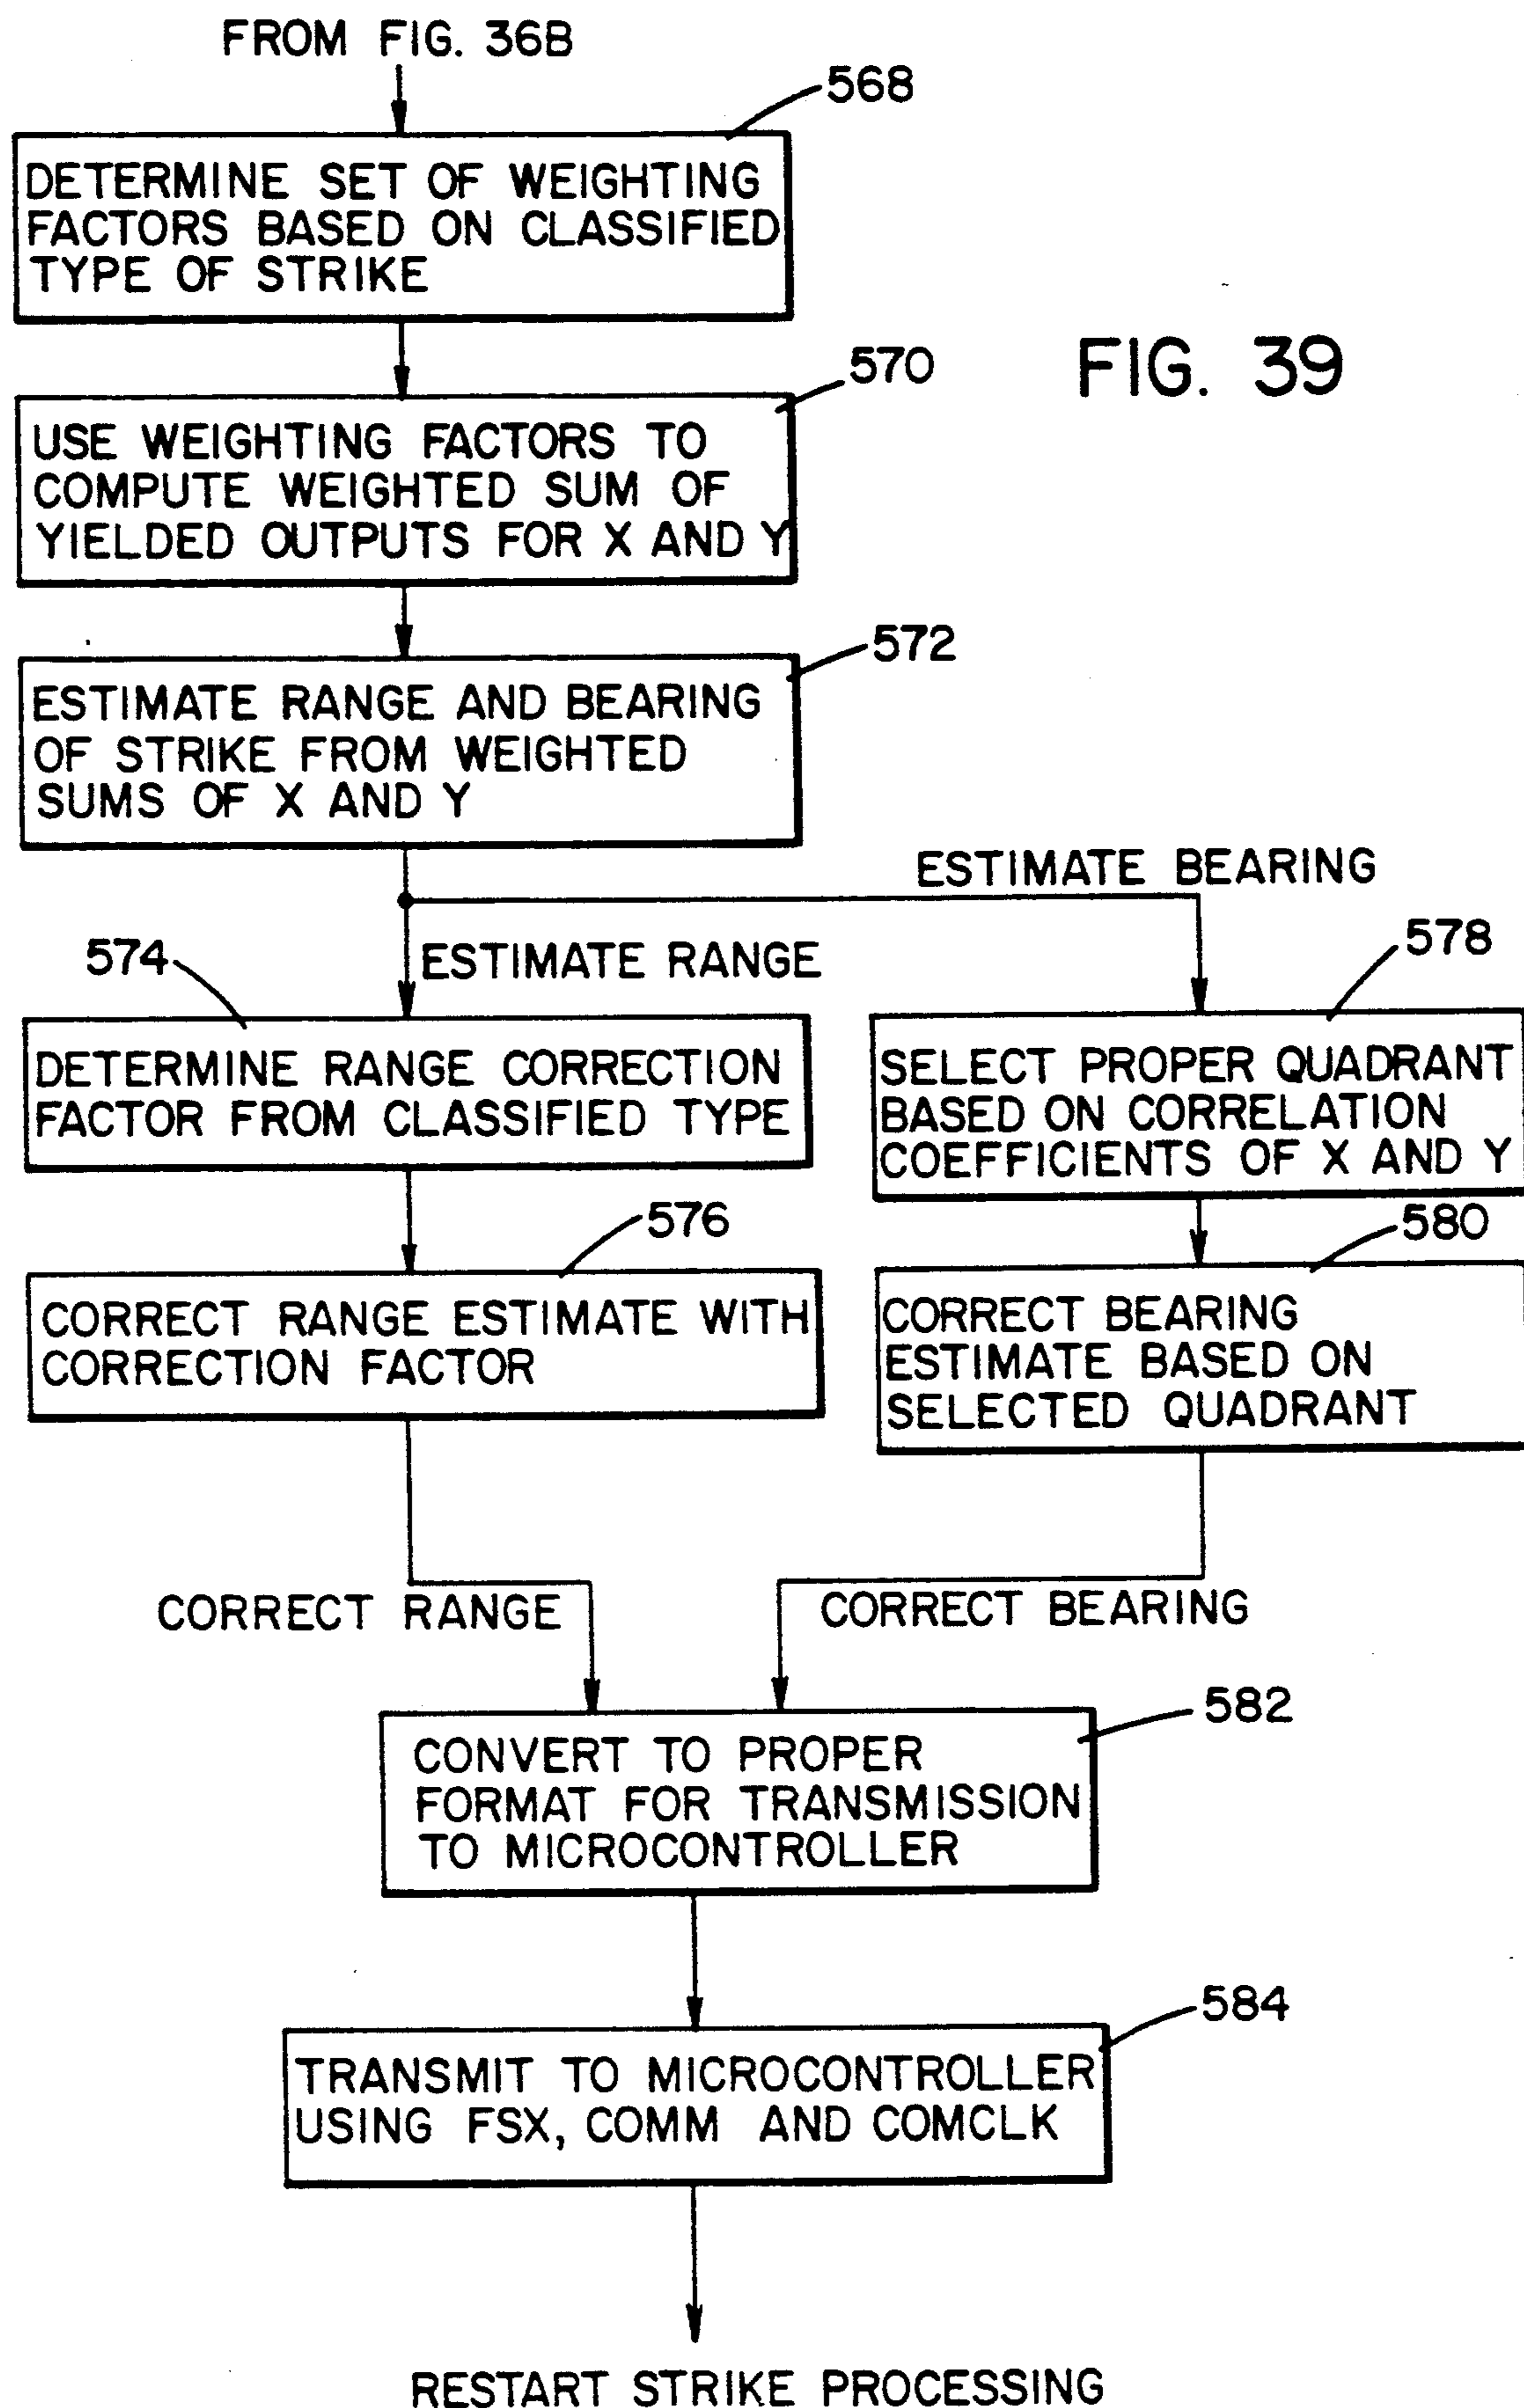 FROM FIG. 36B
568
DETERMINE SET OF WEIGHTING
FACTORS BASED ON CLASSIFIED
TYPE OF STRIKE
FIG. 39
570
USE WEIGHTING FACTORS TO
COMPUTE WEIGHTED SUM OF
YIELDED OUTPUTS FOR X AND Y
572
ESTIMATE RANGE AND BEARING
OF STRIKE FROM WEIGHTED
SUMS OF X AND Y
ESTIMATE BEARING
574
ESTIMATE RANGE
578
DETERMINE RANGE CORRECTION
FACTOR FROM CLASSIFIED TYPE
SELECT PROPER QUADRANT
BASED ON CORRELATION
COEFFICIENTS OF X AND Y
576
580
CORRECT RANGE ESTIMATE WITH
CORRECTION FACTOR
CORRECT BEARING
ESTIMATE BASED ON
SELECTED QUADRANT
CORRECT RANGE
CORRECT BEARING
582
CONVERT TO PROPER
FORMAT FOR TRANSMISSION
TO MICROCONTROLLER
584
TRANSMIT TO MICROCONTROLLER
USING FSX, COMM AND COMCLK
RESTART STRIKE PROCESSING